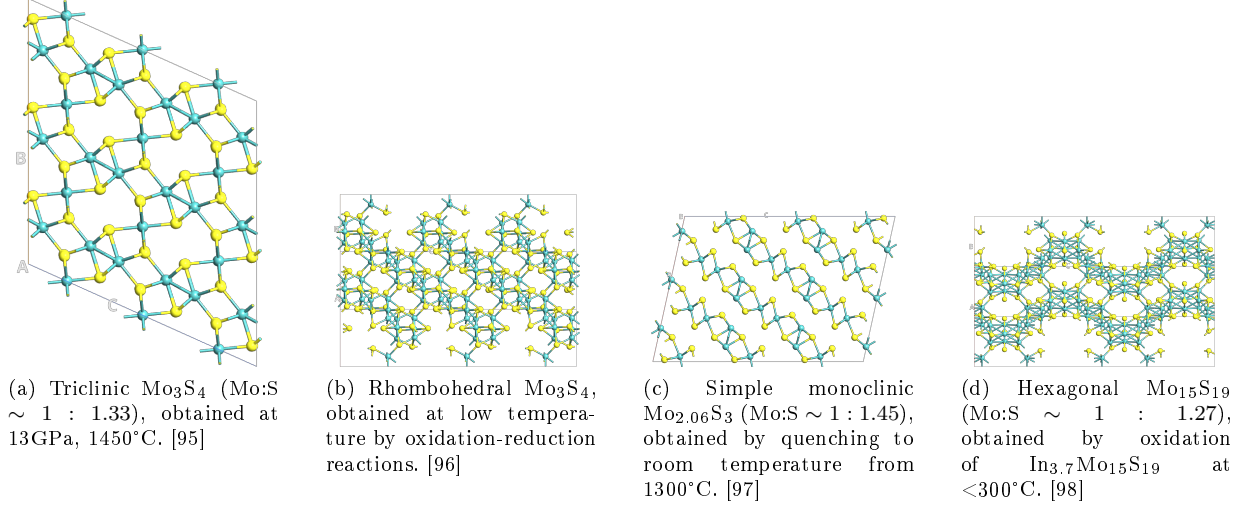 B
A
C
(a) Triclinic Mo₃S₄ (Mo:S
∼ 1 : 1.33), obtained at
13GPa, 1450°C. [95]
(b) Rhombohedral Mo₃S₄,
obtained at low tempera-
ture by oxidation-reduction
reactions. [96]
B
C
(c) Simple monoclinic
Mo₂.₀₆S₃ (Mo:S ∼ 1 : 1.45),
obtained by quenching to
room temperature from
1300°C. [97]
(d) Hexagonal Mo₁₅S₁₉
(Mo:S ∼ 1 : 1.27),
obtained by oxidation
of In₃.₇Mo₁₅S₁₉ at
<300°C. [98]